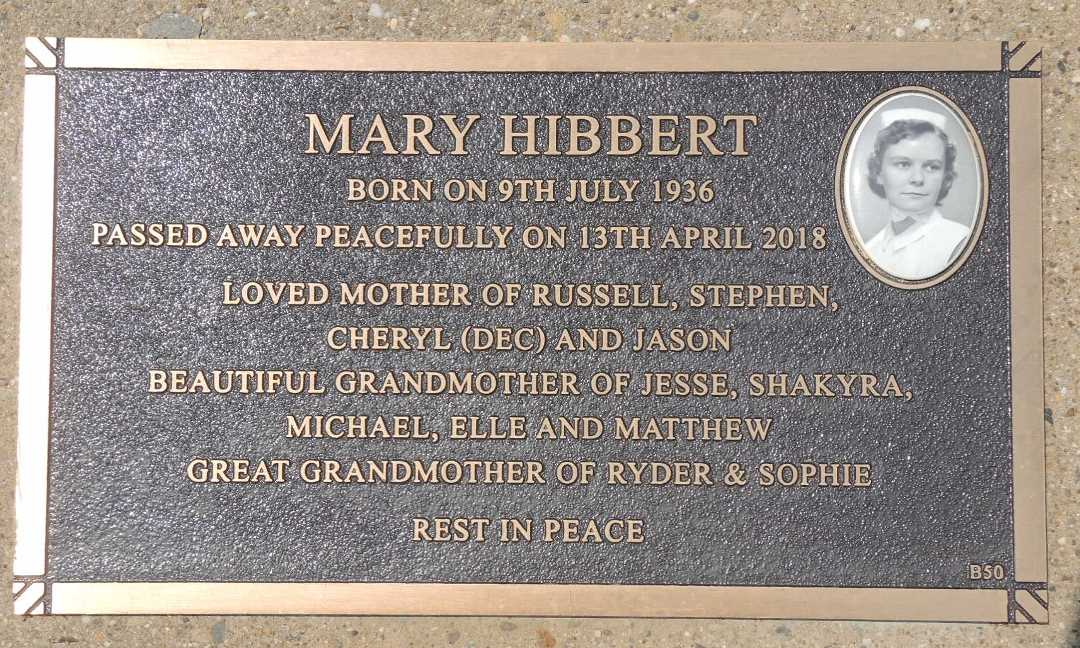 MARY HIBBERT
BORN ON 9TH JULY 1936
PASSED AWAY PEACEFULLY ON 13TH APRIL 2018
LOVED MOTHER OF RUSSELL, STEPHEN,
CHERYL (DEC) AND JASON
BEAUTIFUL GRANDMOTHER OF JESSE, SHAKYRA,
MICHAEL, ELLE AND MATTHEW
GREAT GRANDMOTHER OF RYDER & SOPHIE
REST IN PEACE
B50